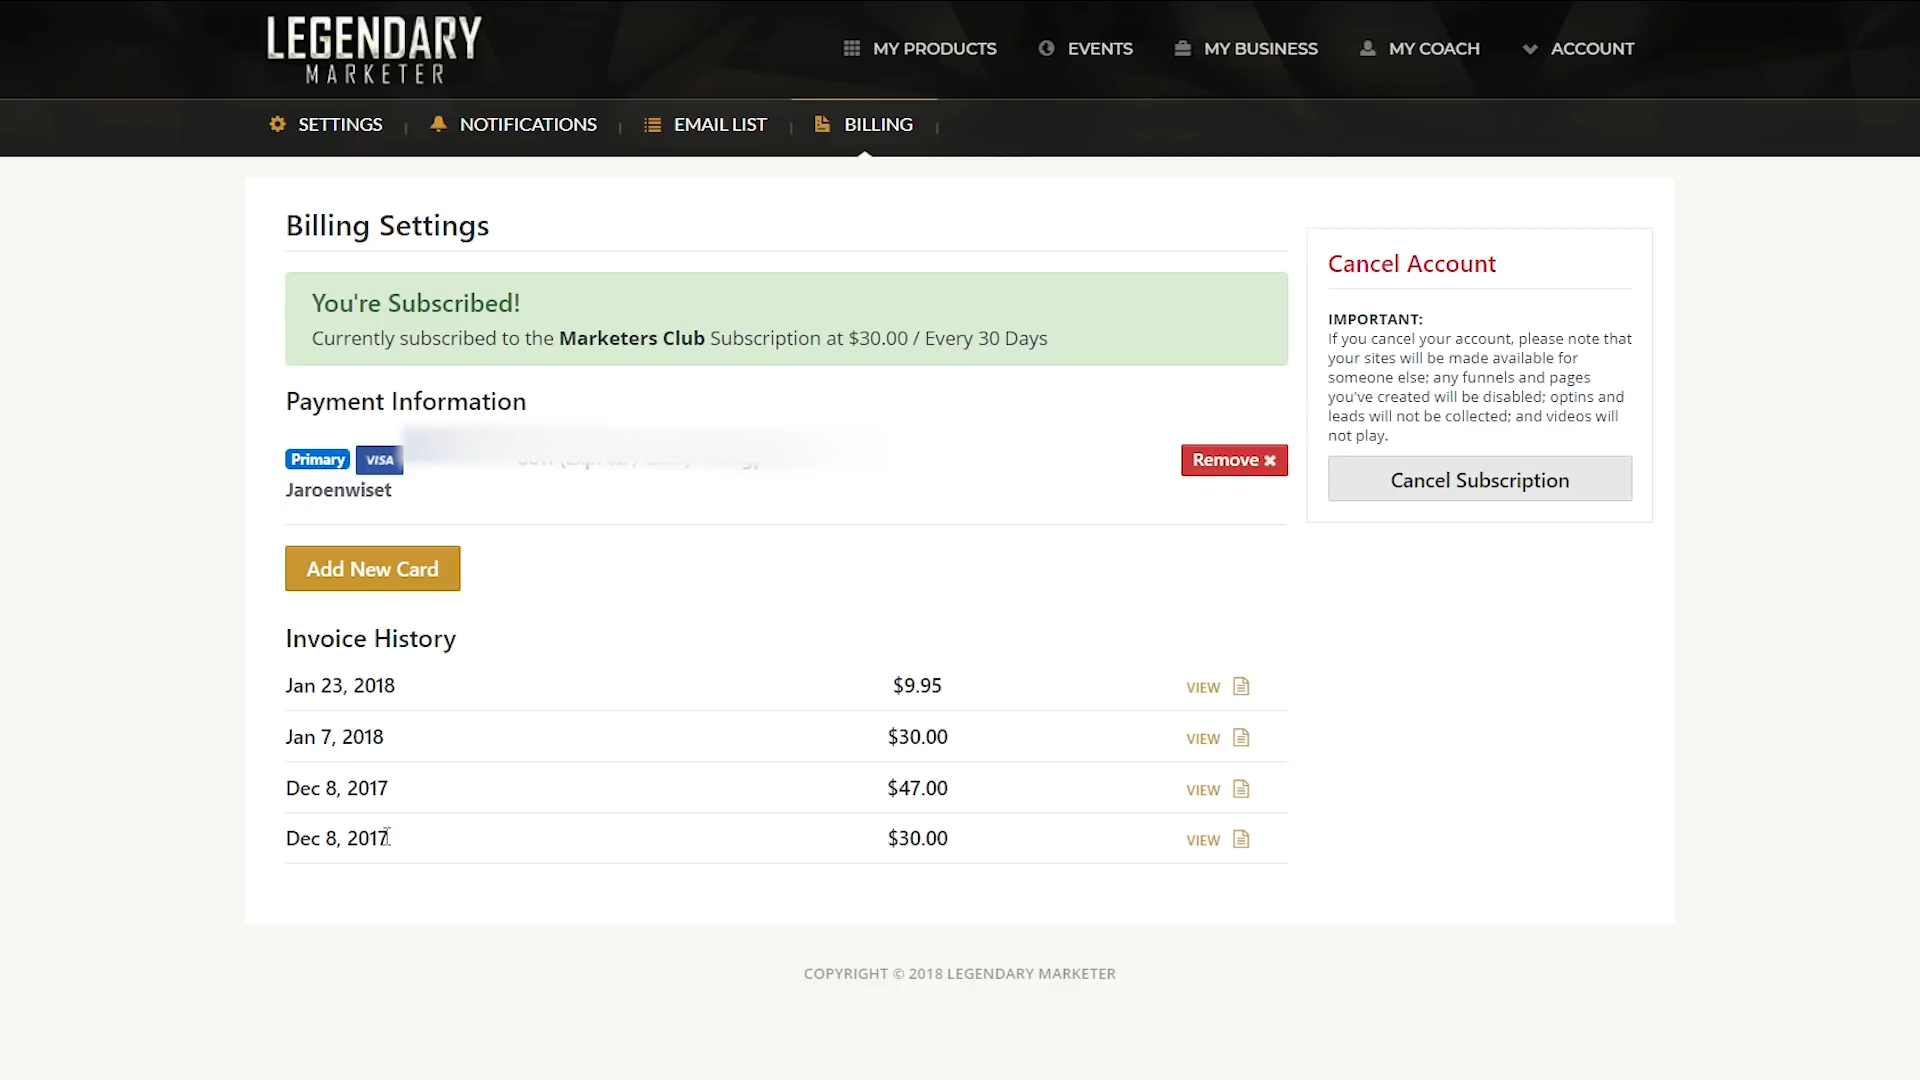 LEGENDARY
MARKETER
MY PRODUCTS
EVENTS
MY BUSINESS
MY COACH
ACCOUNT
SETTINGS
NOTIFICATIONS
EMAIL LIST
BILLING
Billing Settings
You're Subscribed!
Currently subscribed to the Marketers Club Subscription at $30.00 / Every 30 Days
Payment Information
Primary VISA
Jaroenwiset
Remove ✖
Add New Card
Invoice History
Jan 23, 2018 $9.95 VIEW
Jan 7, 2018 $30.00 VIEW
Dec 8, 2017 $47.00 VIEW
Dec 8, 2017 $30.00 VIEW
Cancel Account
IMPORTANT:
If you cancel your account, please note that
your sites will be made available for
someone else; any funnels and pages
you've created will be disabled; optins and
leads will not be collected; and videos will
not play.
Cancel Subscription
COPYRIGHT © 2018 LEGENDARY MARKETER